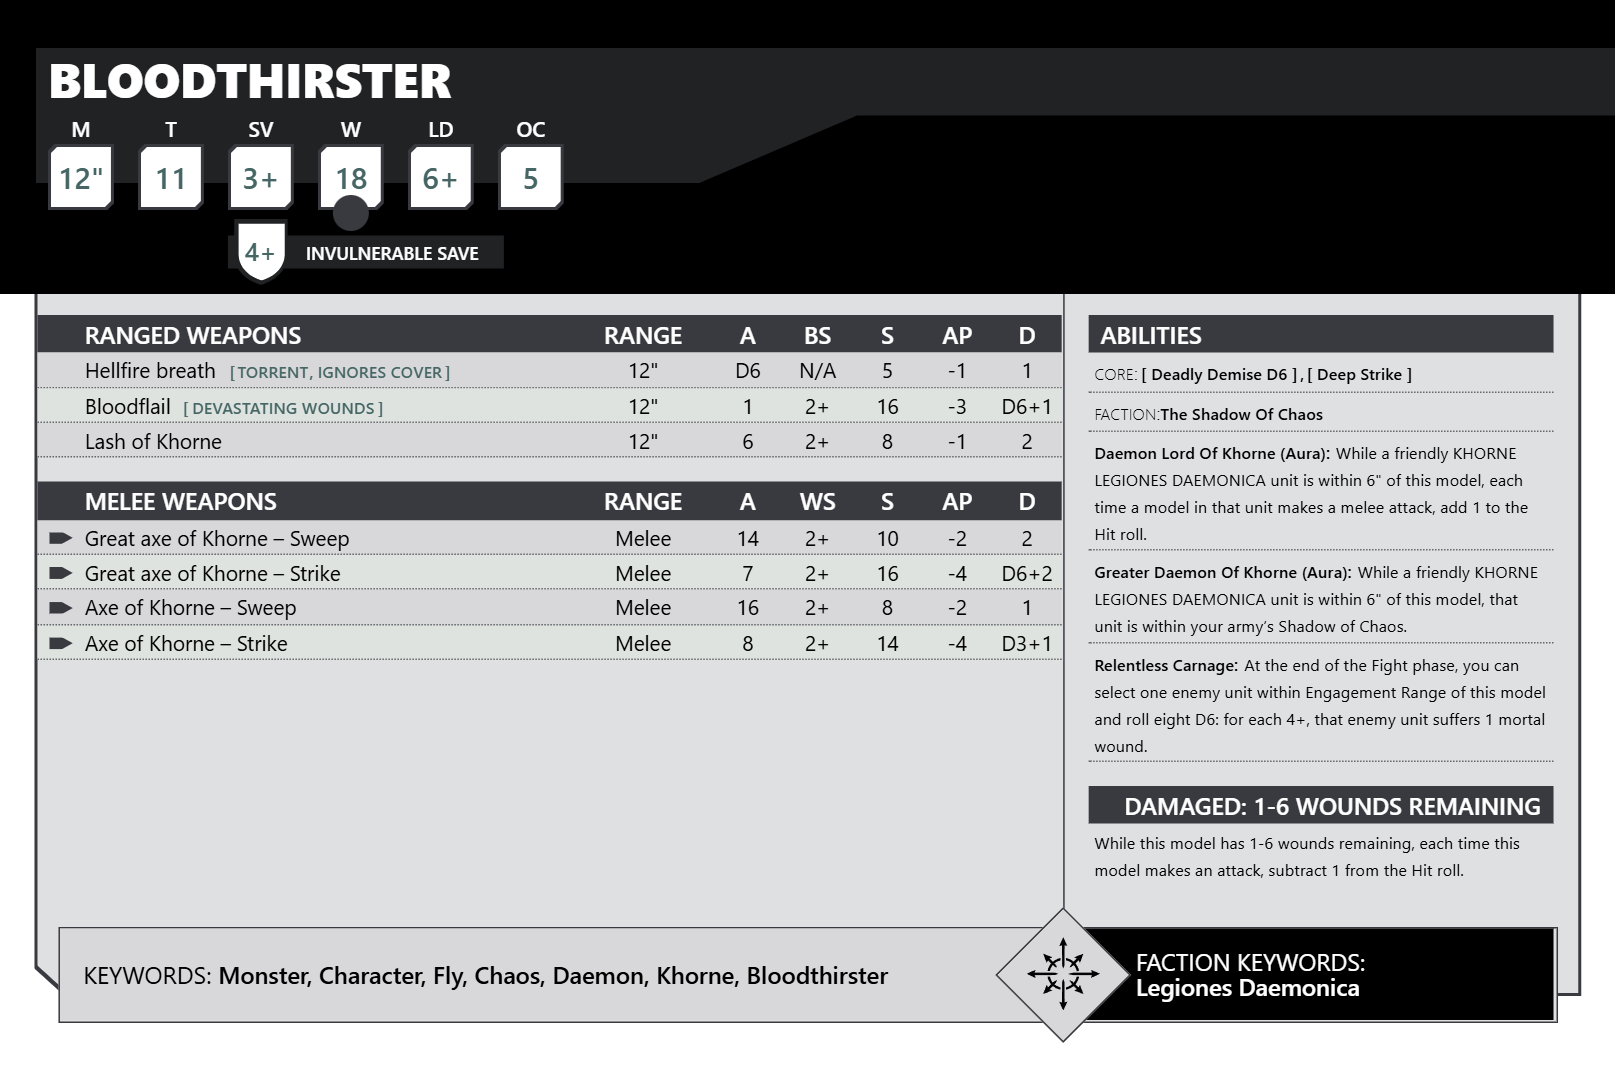 BLOODTHIRSTER
M T SV W LD OC
12" 11 3+ 18 6+ 5
4+ INVULNERABLE SAVE
RANGED WEAPONS RANGE A BS S AP D
Hellfire breath [ TORRENT, IGNORES COVER ] 12" D6 N/A 5 -1 1
Bloodflail [ DEVASTATING WOUNDS ] 12" 1 2+ 16 -3 D6+1
Lash of Khorne 12" 6 2+ 8 -1 2
MELEE WEAPONS RANGE A WS S AP D
Great axe of Khorne – Sweep Melee 14 2+ 10 -2 2
Great axe of Khorne – Strike Melee 7 2+ 16 -4 D6+2
Axe of Khorne – Sweep Melee 16 2+ 8 -2 1
Axe of Khorne – Strike Melee 8 2+ 14 -4 D3+1
ABILITIES
CORE: [ Deadly Demise D6 ] , [ Deep Strike ]
FACTION:The Shadow Of Chaos
Daemon Lord Of Khorne (Aura): While a friendly KHORNE
LEGIONES DAEMONICA unit is within 6" of this model, each
time a model in that unit makes a melee attack, add 1 to the
Hit roll.
Greater Daemon Of Khorne (Aura): While a friendly KHORNE
LEGIONES DAEMONICA unit is within 6" of this model, that
unit is within your army’s Shadow of Chaos.
Relentless Carnage: At the end of the Fight phase, you can
select one enemy unit within Engagement Range of this model
and roll eight D6: for each 4+, that enemy unit suffers 1 mortal
wound.
DAMAGED: 1-6 WOUNDS REMAINING
While this model has 1-6 wounds remaining, each time this
model makes an attack, subtract 1 from the Hit roll.
KEYWORDS: Monster, Character, Fly, Chaos, Daemon, Khorne, Bloodthirster
FACTION KEYWORDS:
Legiones Daemonica